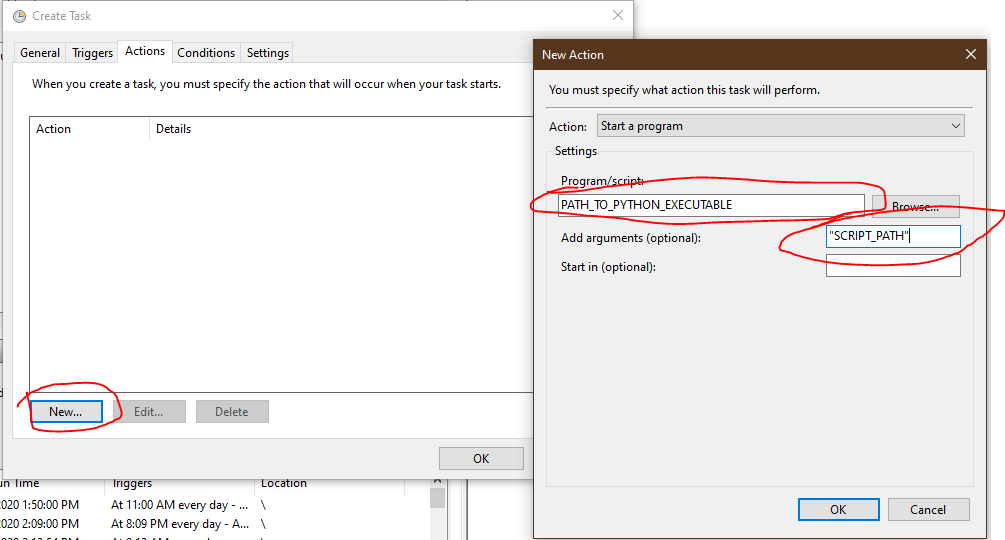 Create Task
General Triggers Actions Conditions Settings
When you create a task, you must specify the action that will occur when your task starts.
Action Details
New... Edit... Delete
OK
New Action
You must specify what action this task will perform.
Action: Start a program
Settings
Program/script:
PATH_TO_PYTHON_EXECUTABLE Browse...
Add arguments (optional): "SCRIPT_PATH"
Start in (optional):
OK Cancel
Time Triggers Location
2020 1:50:00 PM At 11:00 AM every day - ... \
2020 2:09:00 PM At 8:09 PM every day - A... \